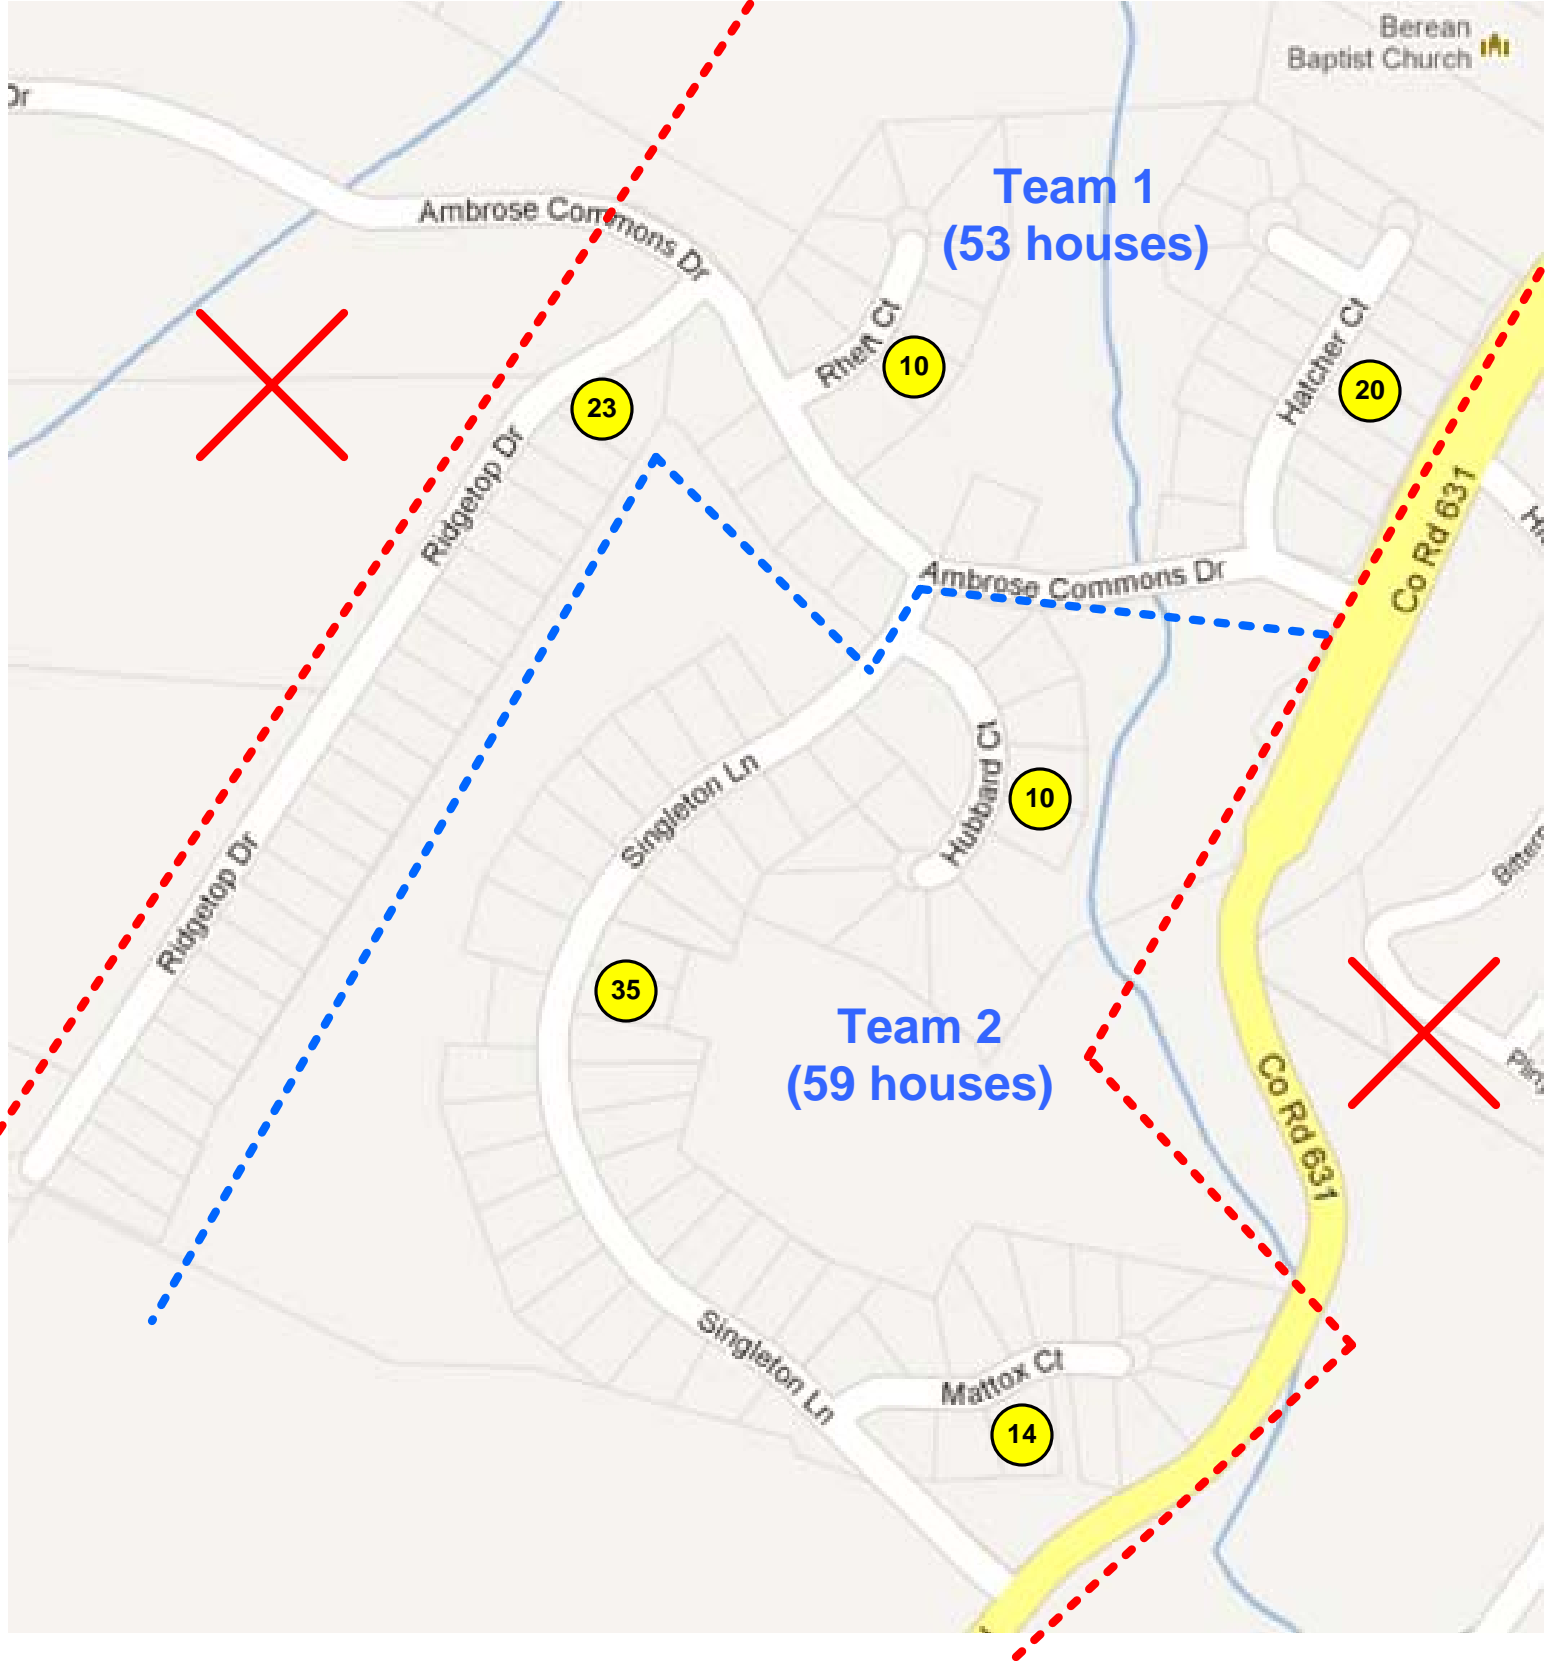 Berean
Baptist Church
Dr
Team 1
(53 houses)
Ambrose Commons Dr
Rhen Ct
10
Hatcher Ct
20
23
Ridgetop Dr
Co Rd 631
Ambrose Commons Dr
Singleton Ln
Hubbard Ct
10
Ridgetop Dr
35
Team 2
(59 houses)
Co Rd 631
Singleton Ln
Mattox Ct
14